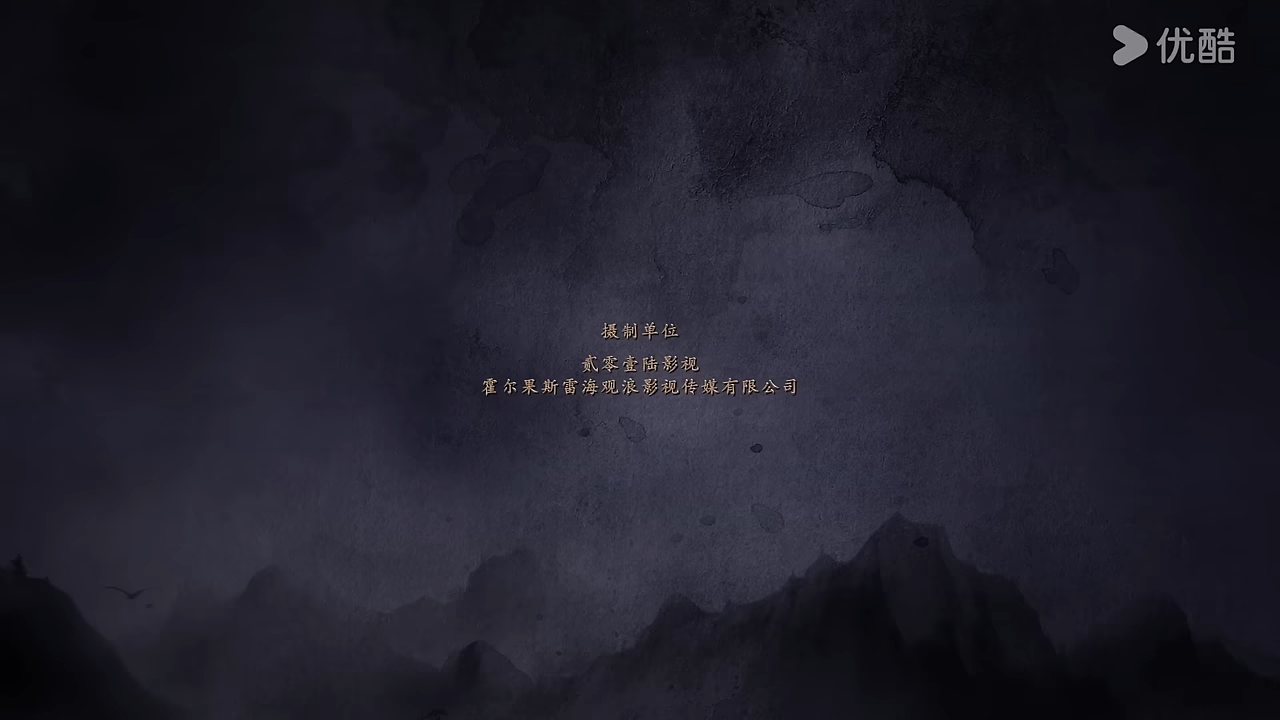 优酷
摄制单位
贰零壹陆影视
霍尔果斯雷海观浪影视传媒有限公司